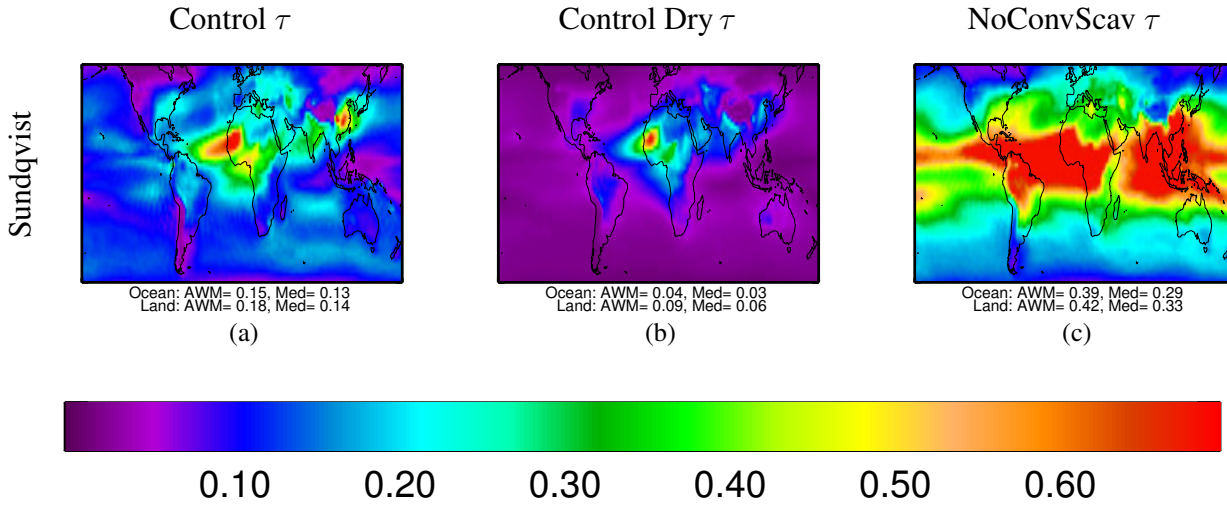 Control τ
Control Dry τ
NoConvScav τ
Sundqvist
Ocean: AWM= 0.15, Med= 0.13
Land: AWM= 0.18, Med= 0.14
Ocean: AWM= 0.04, Med= 0.03
Land: AWM= 0.09, Med= 0.06
Ocean: AWM= 0.39, Med= 0.29
Land: AWM= 0.42, Med= 0.33
(a)
(b)
(c)
0.10 0.20 0.30 0.40 0.50 0.60